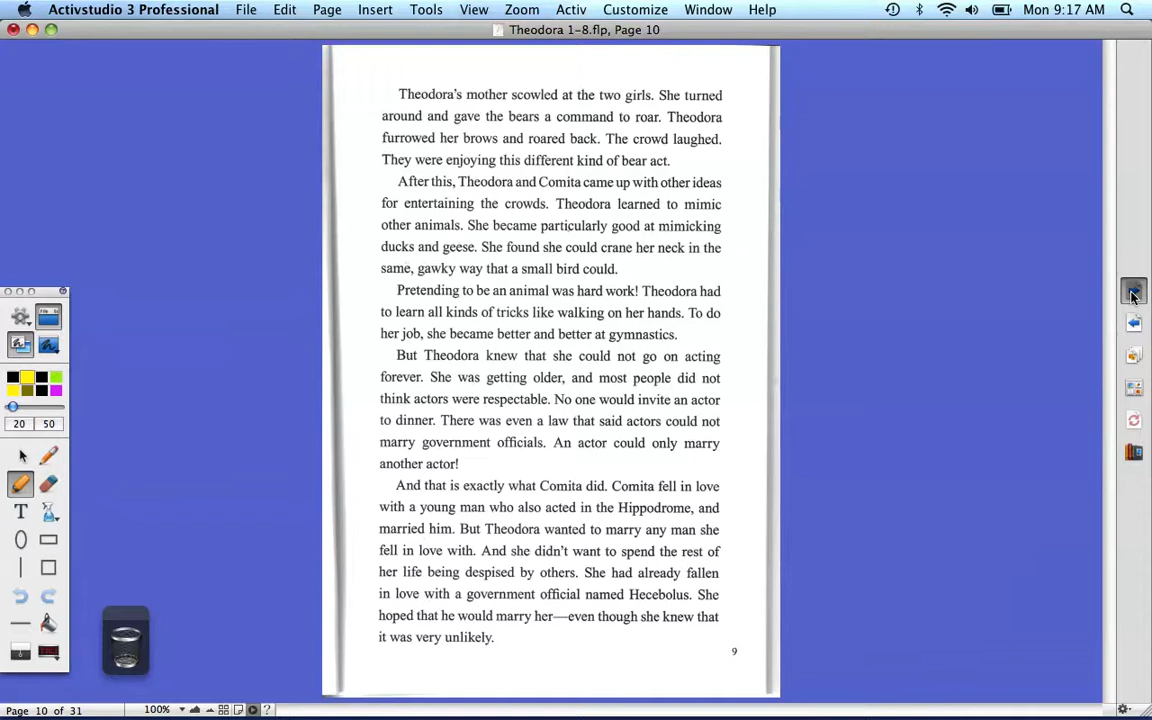 Activstudio 3 Professional File Edit Page Insert Tools View Zoom Activ Customize Window Help Mon 9:17 AM
Theodora 1-8.flp, Page 10
Theodora's mother scowled at the two girls. She turned
around and gave the bears a command to roar. Theodora
furrowed her brows and roared back. The crowd laughed.
They were enjoying this different kind of bear act.
After this, Theodora and Comita came up with other ideas
for entertaining the crowds. Theodora learned to mimic
other animals. She became particularly good at mimicking
ducks and geese. She found she could crane her neck in the
same, gawky way that a small bird could.
Pretending to be an animal was hard work! Theodora had
to learn all kinds of tricks like walking on her hands. To do
her job, she became better and better at gymnastics.
But Theodora knew that she could not go on acting
forever. She was getting older, and most people did not
think actors were respectable. No one would invite an actor
to dinner. There was even a law that said actors could not
marry government officials. An actor could only marry
another actor!
And that is exactly what Comita did. Comita fell in love
with a young man who also acted in the Hippodrome, and
married him. But Theodora wanted to marry any man she
fell in love with. And she didn't want to spend the rest of
her life being despised by others. She had already fallen
in love with a government official named Hecebolus. She
hoped that he would marry her—even though she knew that
it was very unlikely.
9
20 50
T
Page 10 of 31 100% ?